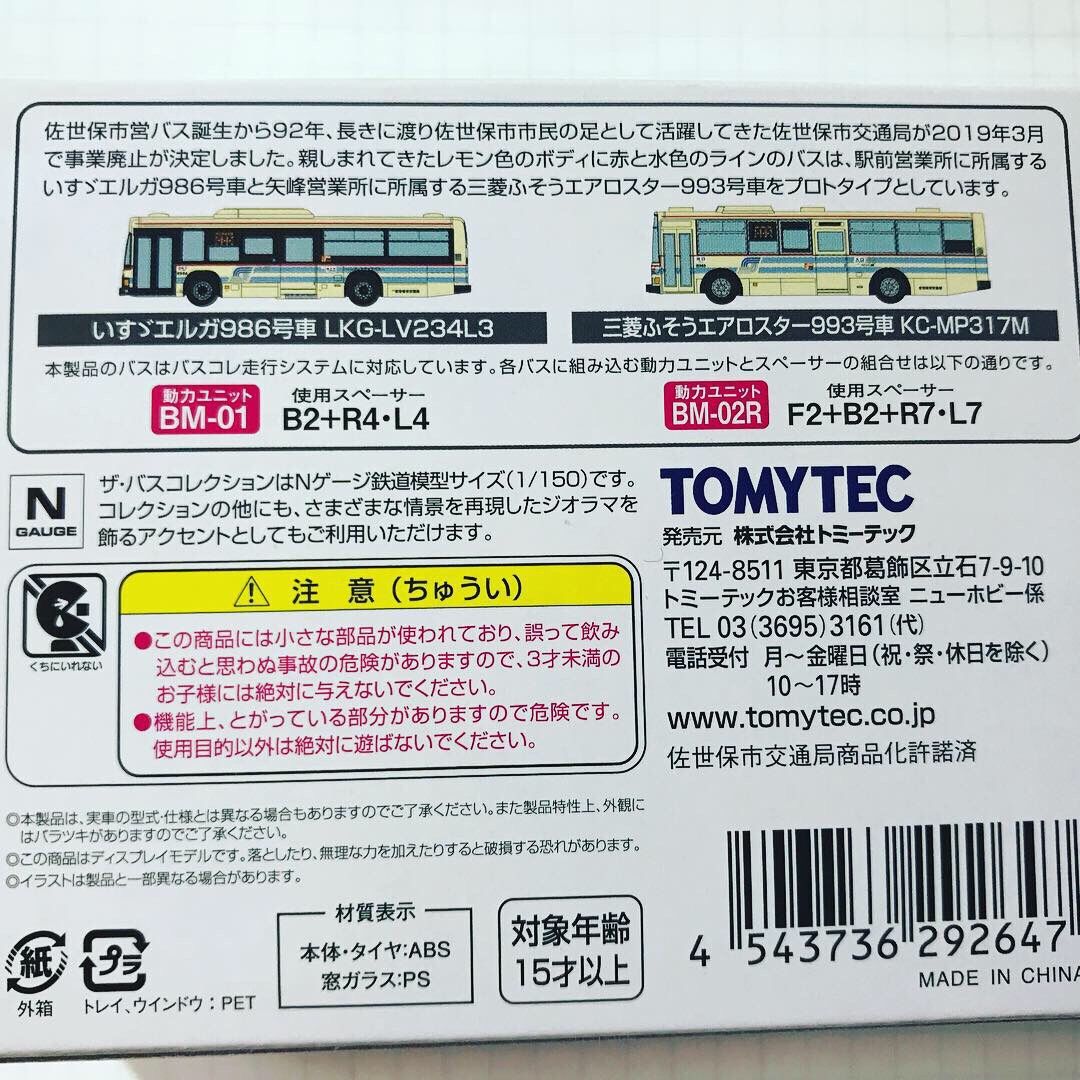 佐世保市営バス誕生から92年、長きに渡り佐世保市市民の足として活躍してきた佐世保市交通局が2019年3月
で事業廃止が決定しました。親しまれてきたレモン色のボディに赤と水色のラインのバスは、駅前営業所に所属する
いすゞエルガ986号車と矢峰営業所に所属する三菱ふそうエアロスター993号車をプロトタイプとしています。
いすゞエルガ986号車 LKG-LV234L3
三菱ふそうエアロスター993号車 KC-MP317M
本製品のバスはバスコレ走行システムに対応しています。各バスに組み込む動力ユニットとスペーサーの組合せは以下の通りです。
動力ユニット
BM-01
使用スペーサー
B2+R4・L4
動力ユニット
BM-02R
使用スペーサー
F2+B2+R7・L7
N
GAUGE
ザ・バスコレクションはNゲージ鉄道模型サイズ(1/150)です。
コレクションの他にも、さまざまな情景を再現したジオラマを
飾るアクセントとしてもご利用いただけます。
くちにいれない
注 意(ちゅうい)
●この商品には小さな部品が使われており、誤って飲み
込むと思わぬ事故の危険がありますので、3才未満の
お子様には絶対に与えないでください。
●機能上、とがっている部分がありますので危険です。
使用目的以外は絶対に遊ばないでください。
TOMYTEC
発売元 株式会社トミーテック
〒124-8511 東京都葛飾区立石7-9-10
トミーテックお客様相談室 ニューホビー係
TEL 03(3695)3161(代)
電話受付 月～金曜日(祝・祭・休日を除く)
10～17時
www.tomytec.co.jp
佐世保市交通局商品化許諾済
◎本製品は、実車の型式・仕様とは異なる場合もありますのでご了承ください。また製品特性上、外観に
はバラツキがありますのでご了承ください。
◎この商品はディスプレイモデルです。落としたり、無理な力を加えたりすると破損する恐れがあります。
◎イラストは製品と一部異なる場合があります。
紙
外箱
プラ
トレイ、ウインドウ：PET
材質表示
本体・タイヤ:ABS
窓ガラス:PS
対象年齢
15才以上
4 543736 292647
MADE IN CHINA